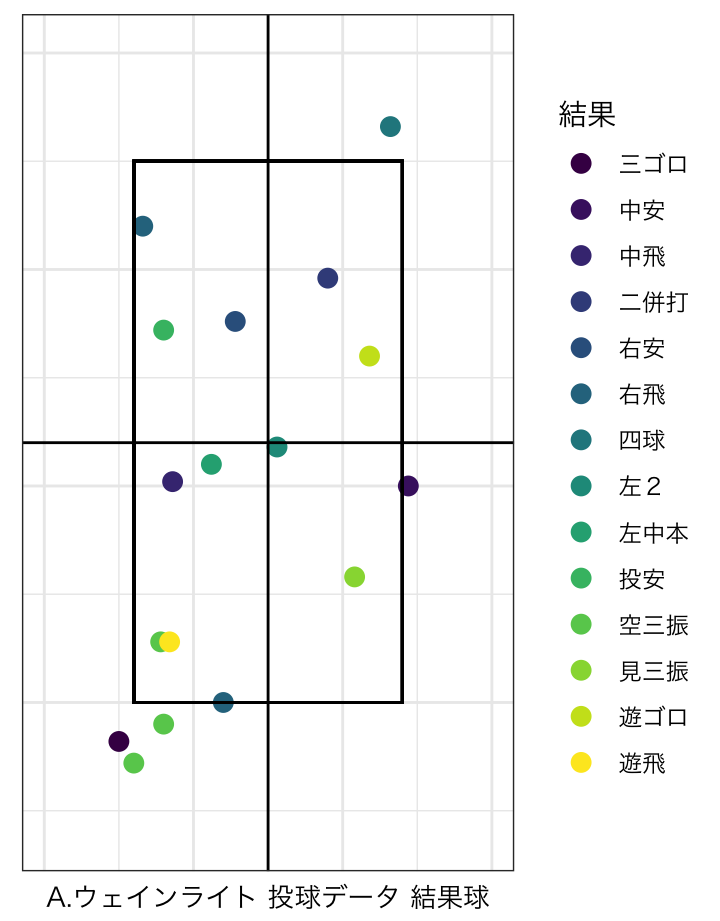 結果
三ゴロ
中安
中飛
二併打
右安
右飛
四球
左２
左中本
投安
空三振
見三振
遊ゴロ
遊飛
A.ウェインライト 投球データ 結果球